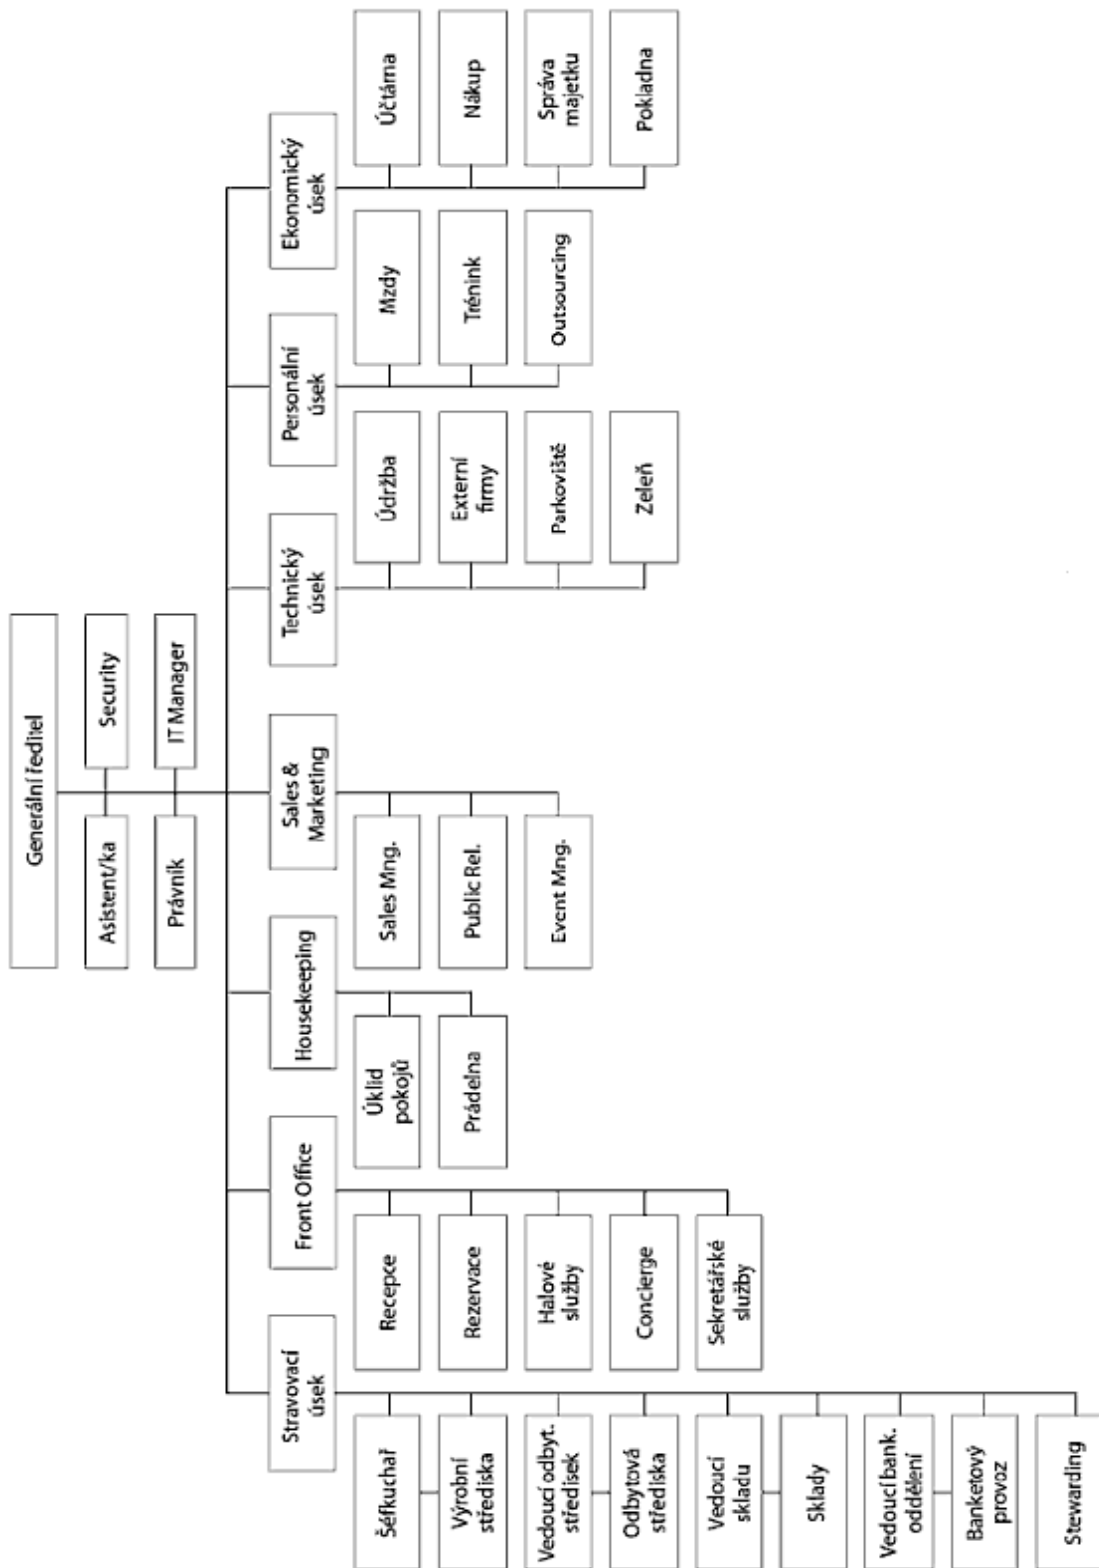 Generální ředitel
Asistent/ka
Security
Právník
IT Manager
Stravovací
úsek
Front Office
Housekeeping
Sales &
Marketing
Technický
úsek
Personální
úsek
Ekonomický
úsek
Šéfkuchař
Výrobní
střediska
Vedoucí odbyt.
středisek
Odbytová
střediska
Vedoucí
skladu
Sklady
Vedoucí bank.
oddělení
Banketový
provoz
Stewarding
Recepce
Rezervace
Halové
služby
Concierge
Sekretářské
služby
Úklid
pokojů
Prádelna
Sales Mng.
Public Rel.
Event Mng.
Údržba
Externí
firmy
Parkoviště
Zeleň
Mzdy
Trénink
Outsourcing
Účtárna
Nákup
Správa
majetku
Pokladna